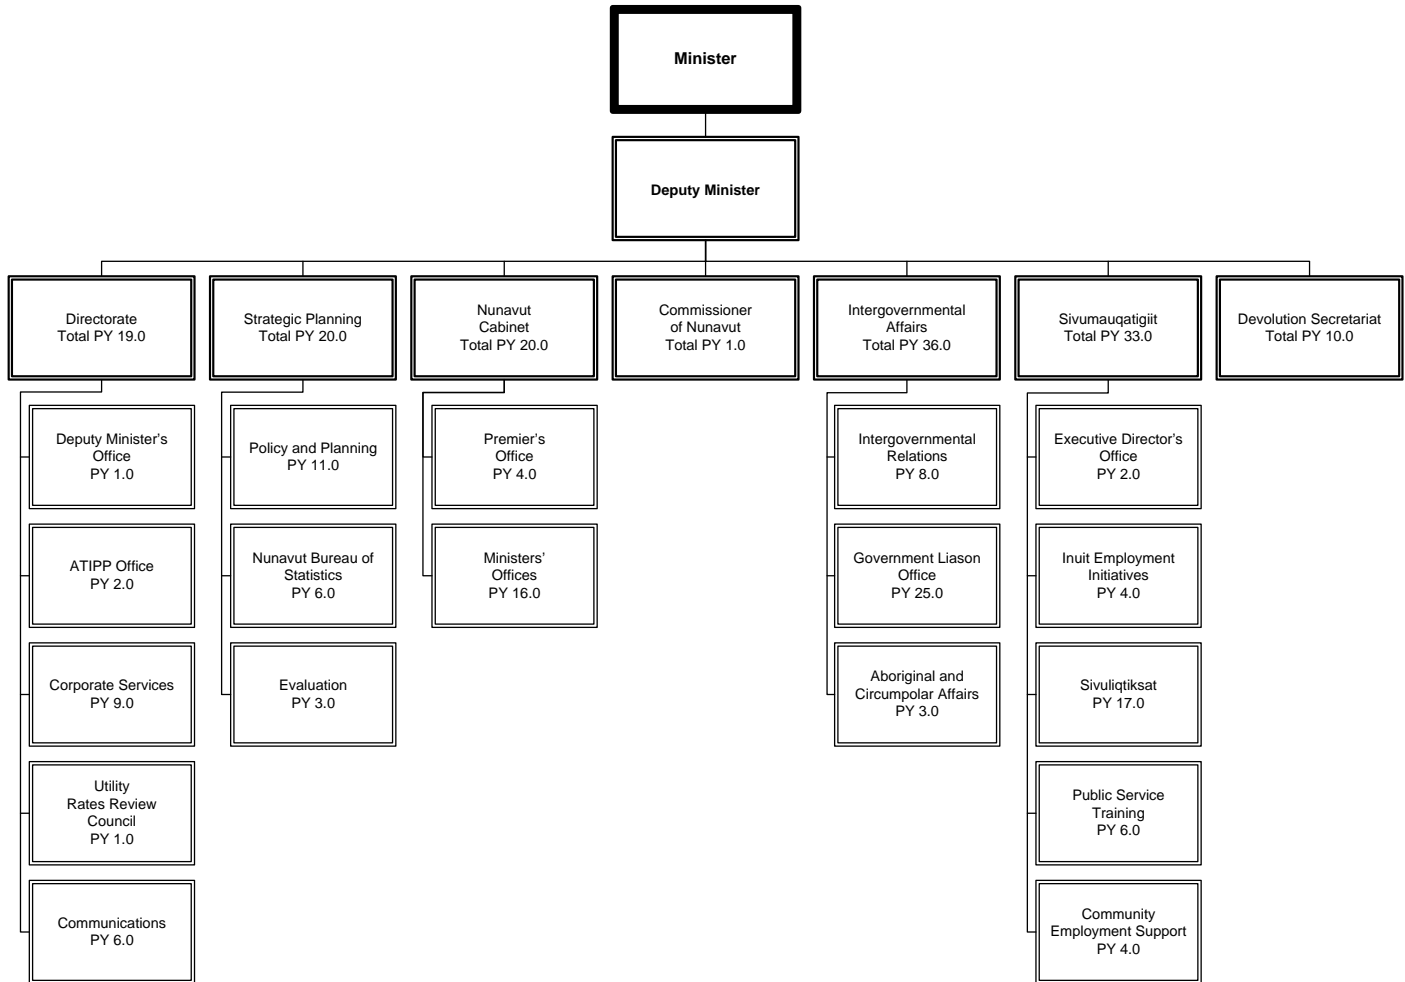 Minister
Deputy Minister
Directorate
Total PY 19.0
Strategic Planning
Total PY 20.0
Nunavut
Cabinet
Total PY 20.0
Commissioner
of Nunavut
Total PY 1.0
Intergovernmental
Affairs
Total PY 36.0
Sivumauqatigiit
Total PY 33.0
Devolution Secretariat
Total PY 10.0
Deputy Minister's
Office
PY 1.0
ATIPP Office
PY 2.0
Corporate Services
PY 9.0
Utility
Rates Review
Council
PY 1.0
Communications
PY 6.0
Policy and Planning
PY 11.0
Nunavut Bureau of
Statistics
PY 6.0
Evaluation
PY 3.0
Premier's
Office
PY 4.0
Ministers'
Offices
PY 16.0
Intergovernmental
Relations
PY 8.0
Government Liason
Office
PY 25.0
Aboriginal and
Circumpolar Affairs
PY 3.0
Executive Director's
Office
PY 2.0
Inuit Employment
Initiatives
PY 4.0
Sivuliqtiksat
PY 17.0
Public Service
Training
PY 6.0
Community
Employment Support
PY 4.0